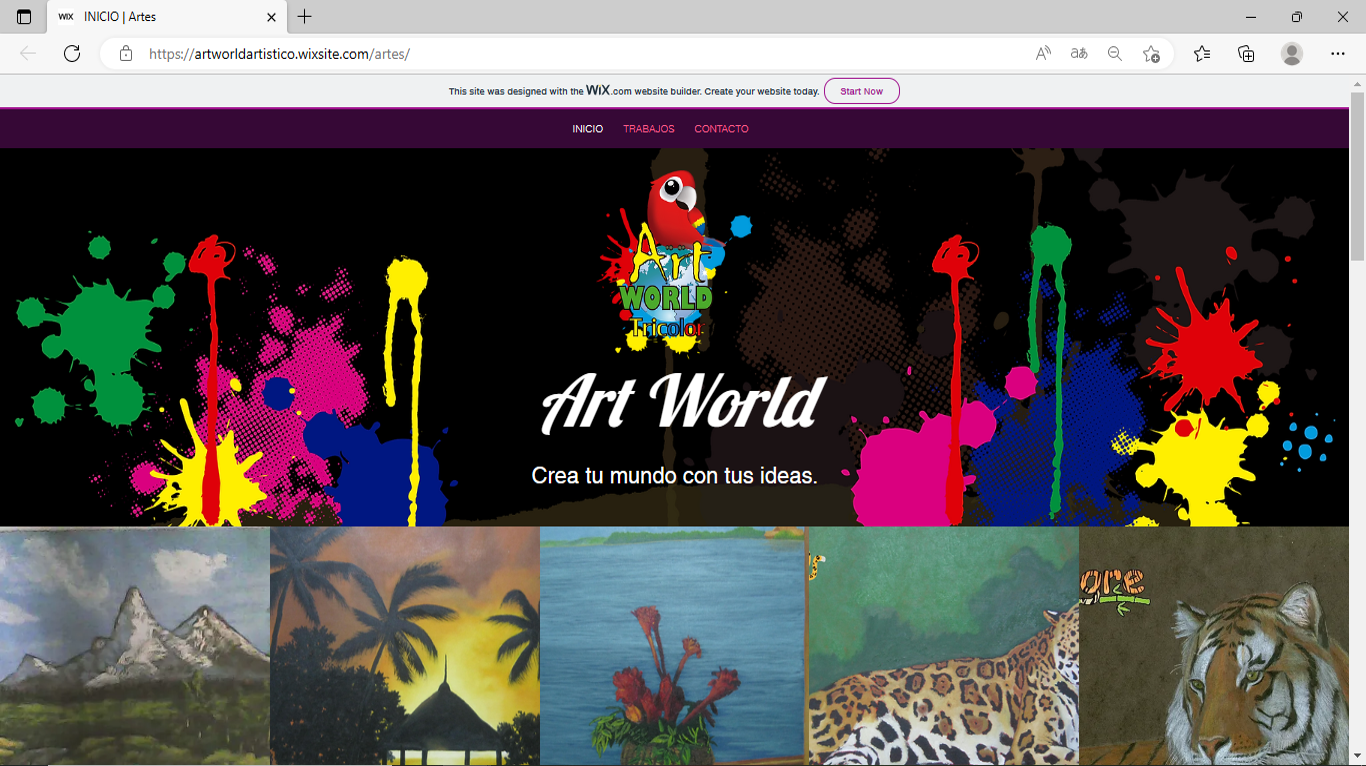 WiX INICIO | Artes
https://artworldartistico.wixsite.com/artes/
This site was designed with the WiX.com website builder. Create your website today. Start Now
INICIO TRABAJOS CONTACTO
Art
WORLD
Tricolor
Art World
Crea tu mundo con tus ideas.
ore